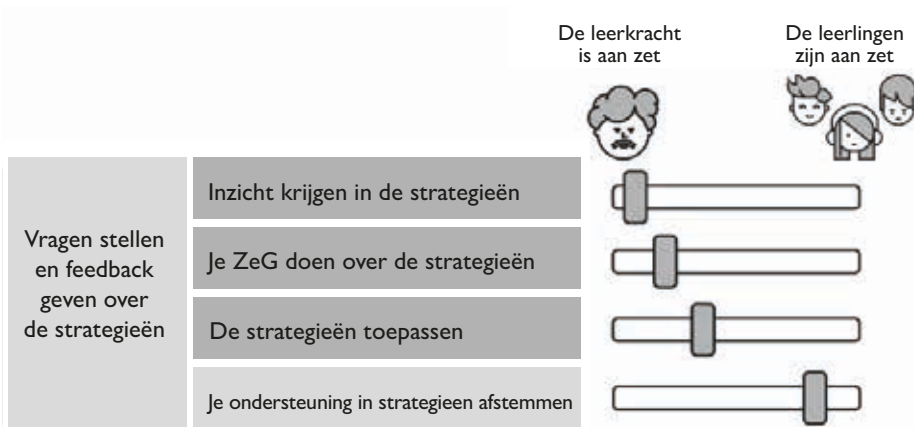 De leerkracht
is aan zet
De leerlingen
zijn aan zet
Vragen stellen
en feedback
geven over
de strategieën
Inzicht krijgen in de strategieën
Je ZeG doen over de strategieën
De strategieën toepassen
Je ondersteuning in strategieen afstemmen